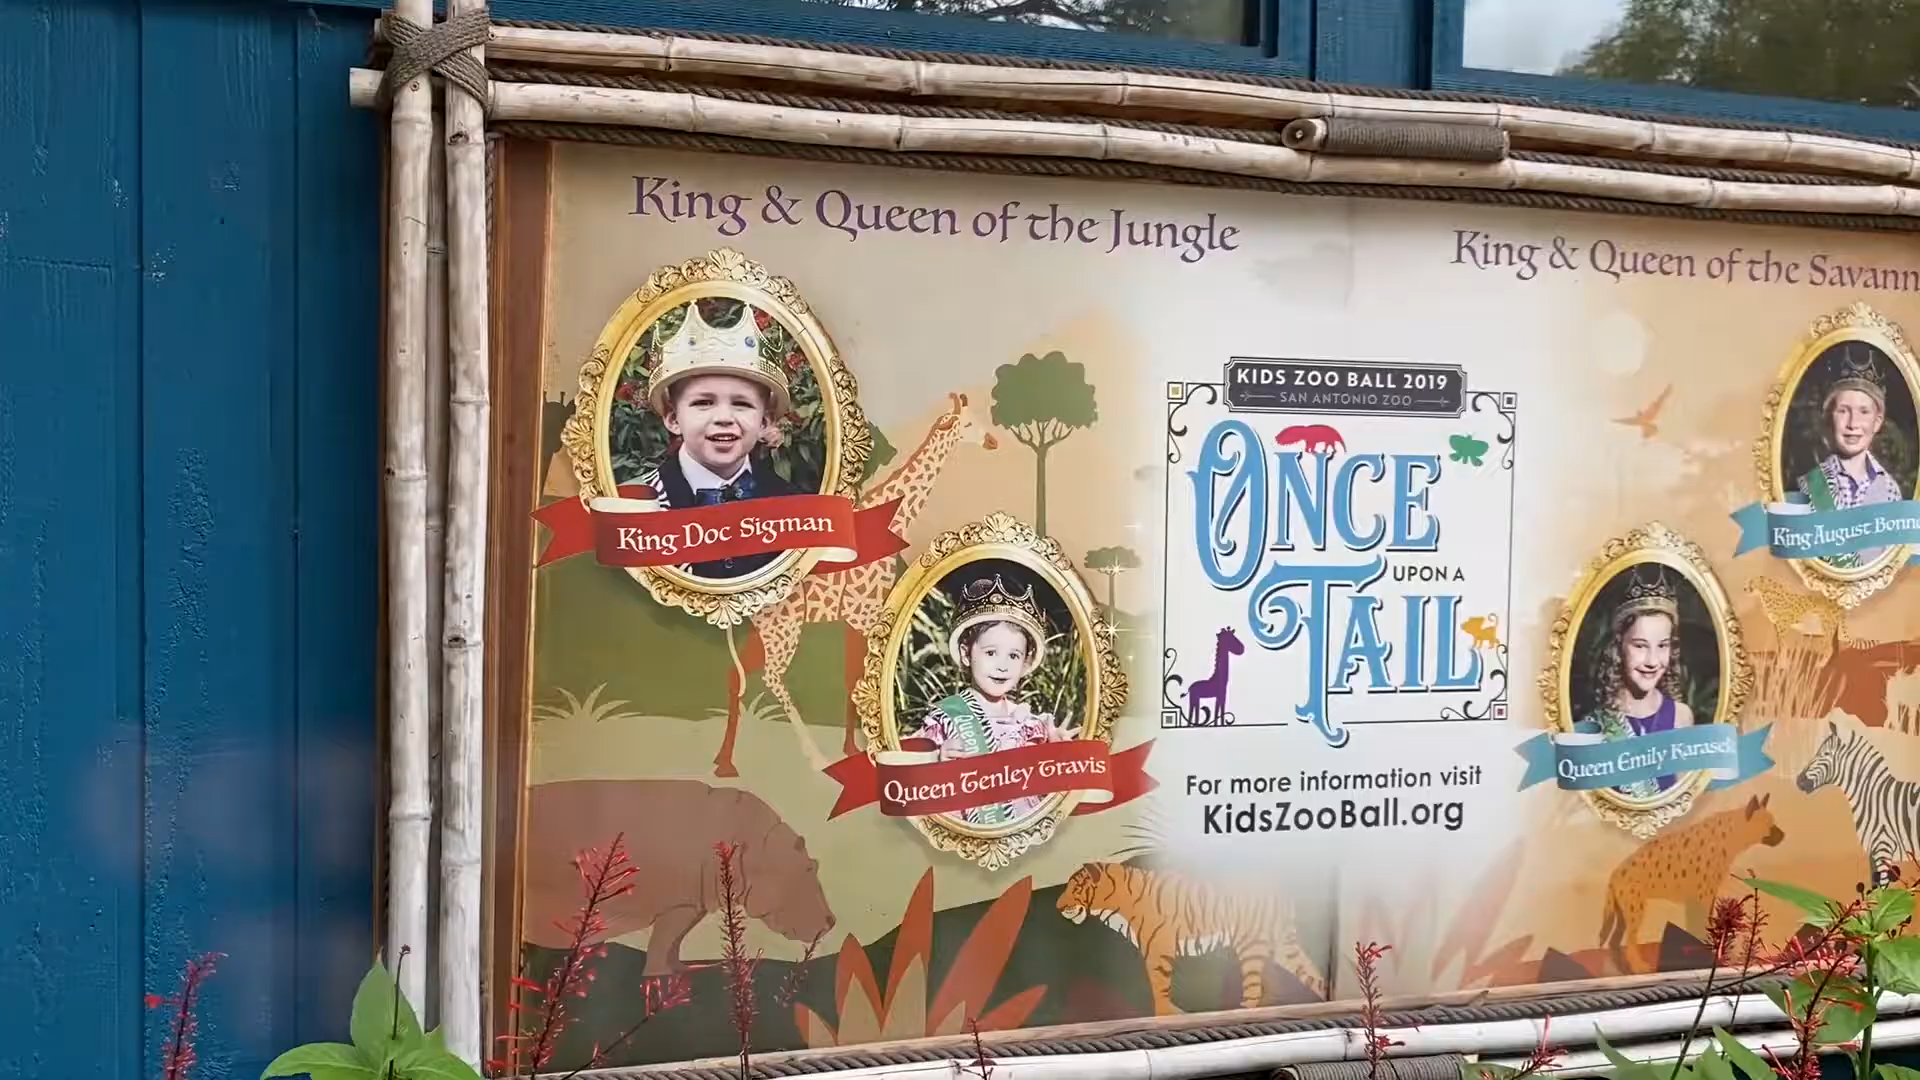 King & Queen of the Jungle
King & Queen of the Savann
KIDS ZOO BALL 2019
SAN ANTONIO ZOO
ONCE
UPON A
TAIL
King Doc Sigman
King August Bonn
Queen Tenley Travis
Queen
Queen Emily Karasek
For more information visit
KidsZooBall.org